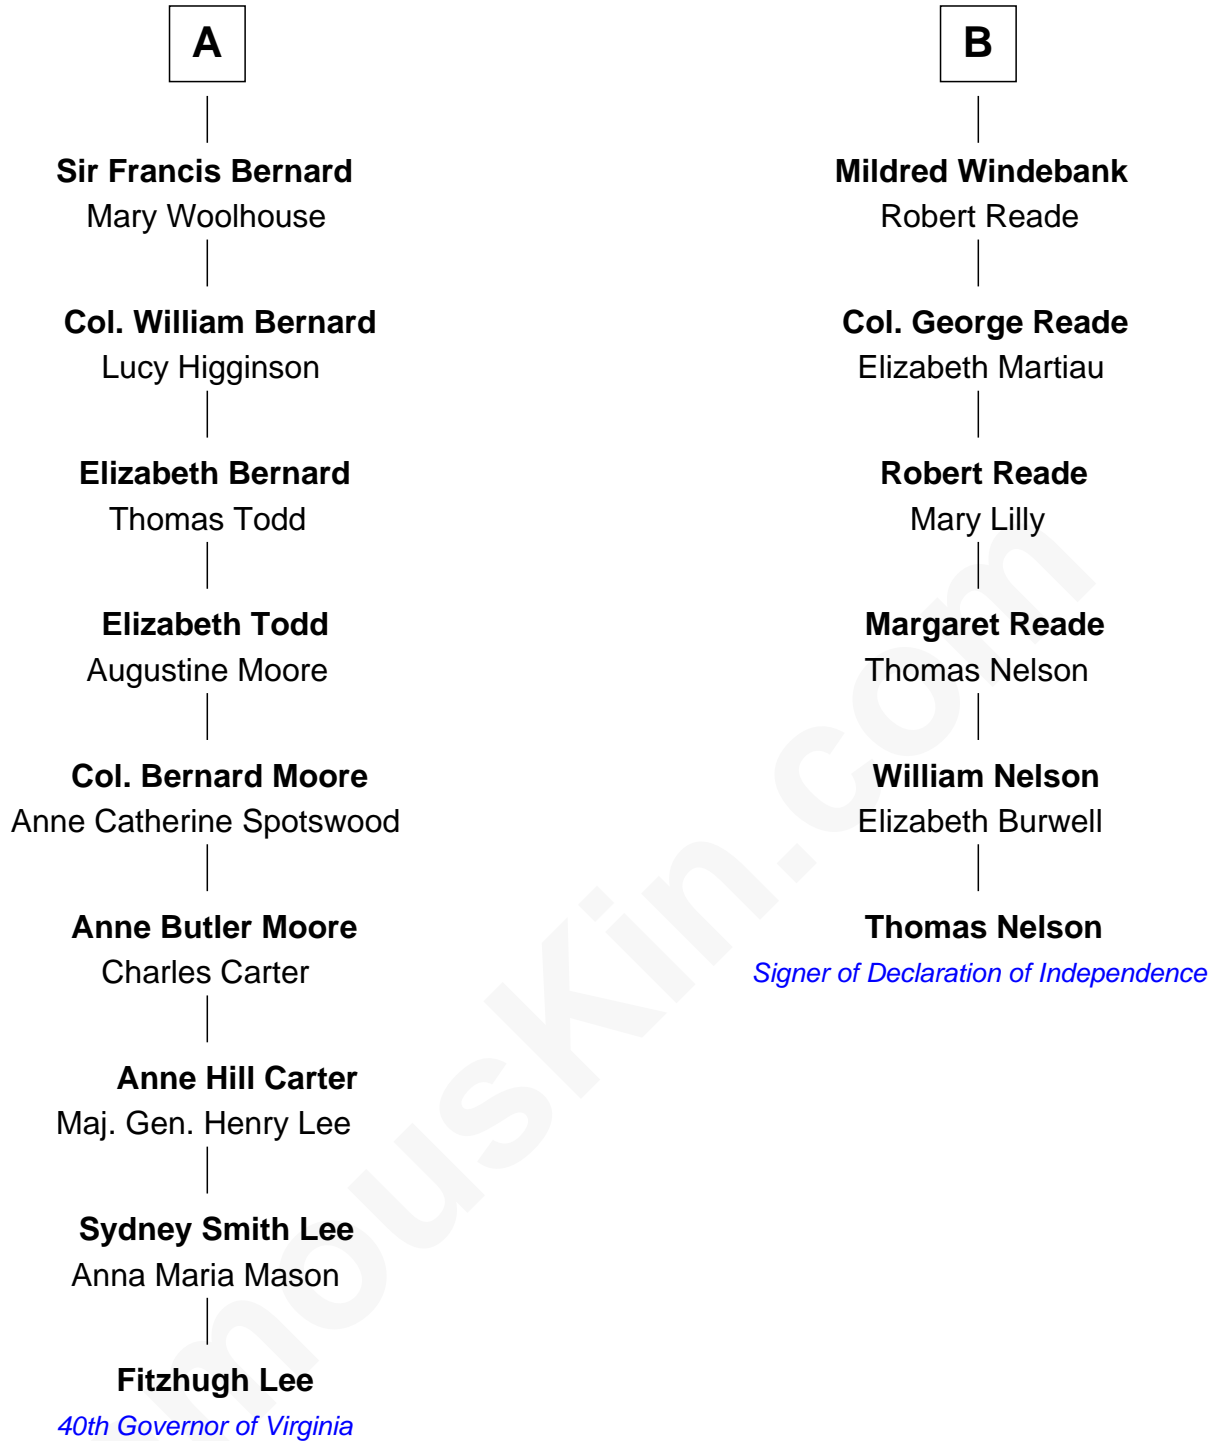 A
Sir Francis Bernard
Mary Woolhouse
Col. William Bernard
Lucy Higginson
Elizabeth Bernard
Thomas Todd
Elizabeth Todd
Augustine Moore
Col. Bernard Moore
Anne Catherine Spotswood
Anne Butler Moore
Charles Carter
Anne Hill Carter
Maj. Gen. Henry Lee
Sydney Smith Lee
Anna Maria Mason
Fitzhugh Lee
40th Governor of Virginia
B
Mildred Windebank
Robert Reade
Col. George Reade
Elizabeth Martiau
Robert Reade
Mary Lilly
Margaret Reade
Thomas Nelson
William Nelson
Elizabeth Burwell
Thomas Nelson
Signer of Declaration of Independence
mousKin.com